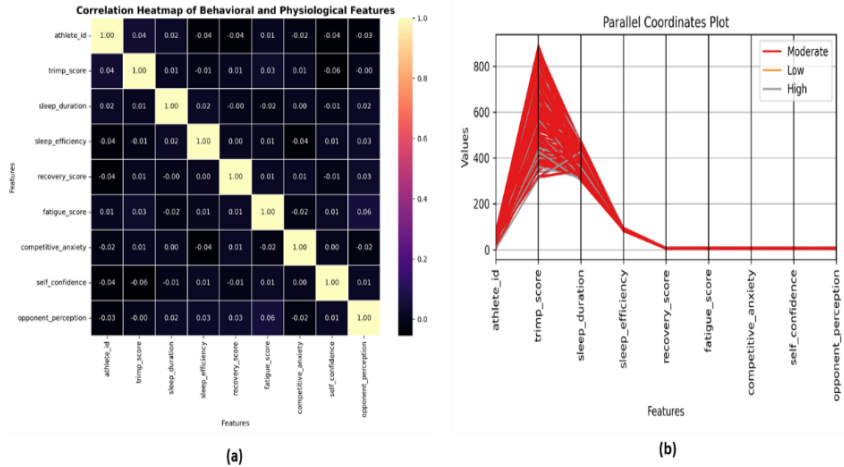 Correlation Heatmap of Behavioral and Physiological Features
Features
athlete_id 1.00 0.04 0.02 -0.04 -0.04 0.01 -0.02 -0.04 -0.03
trimp_score 0.04 1.00 0.01 -0.01 0.01 0.03 0.01 -0.06 -0.00
sleep_duration 0.02 0.01 1.00 0.02 -0.00 -0.02 0.00 -0.01 0.02
sleep_efficiency -0.04 -0.01 0.02 1.00 0.00 0.01 -0.04 0.01 0.03
recovery_score -0.04 0.01 -0.00 0.00 1.00 0.01 0.01 -0.01 0.03
fatigue_score 0.01 0.03 -0.02 0.01 0.01 1.00 -0.02 0.01 0.06
competitive_anxiety -0.02 0.01 0.00 -0.04 0.01 -0.02 1.00 0.00 -0.02
self_confidence -0.04 -0.06 -0.01 0.01 -0.01 0.01 0.00 1.00 0.01
opponent_perception -0.03 -0.00 0.02 0.03 0.03 0.06 -0.02 0.01 1.00
athlete_id
trimp_score
sleep_duration
sleep_efficiency
recovery_score
fatigue_score
competitive_anxiety
self_confidence
opponent_perception
Features
1.0
0.8
0.6
0.4
0.2
0.0
(a)
Parallel Coordinates Plot
Values
800
600
400
200
0
Moderate
Low
High
athlete_id
trimp_score
sleep_duration
sleep_efficiency
recovery_score
fatigue_score
competitive_anxiety
self_confidence
opponent_perception
Features
(b)